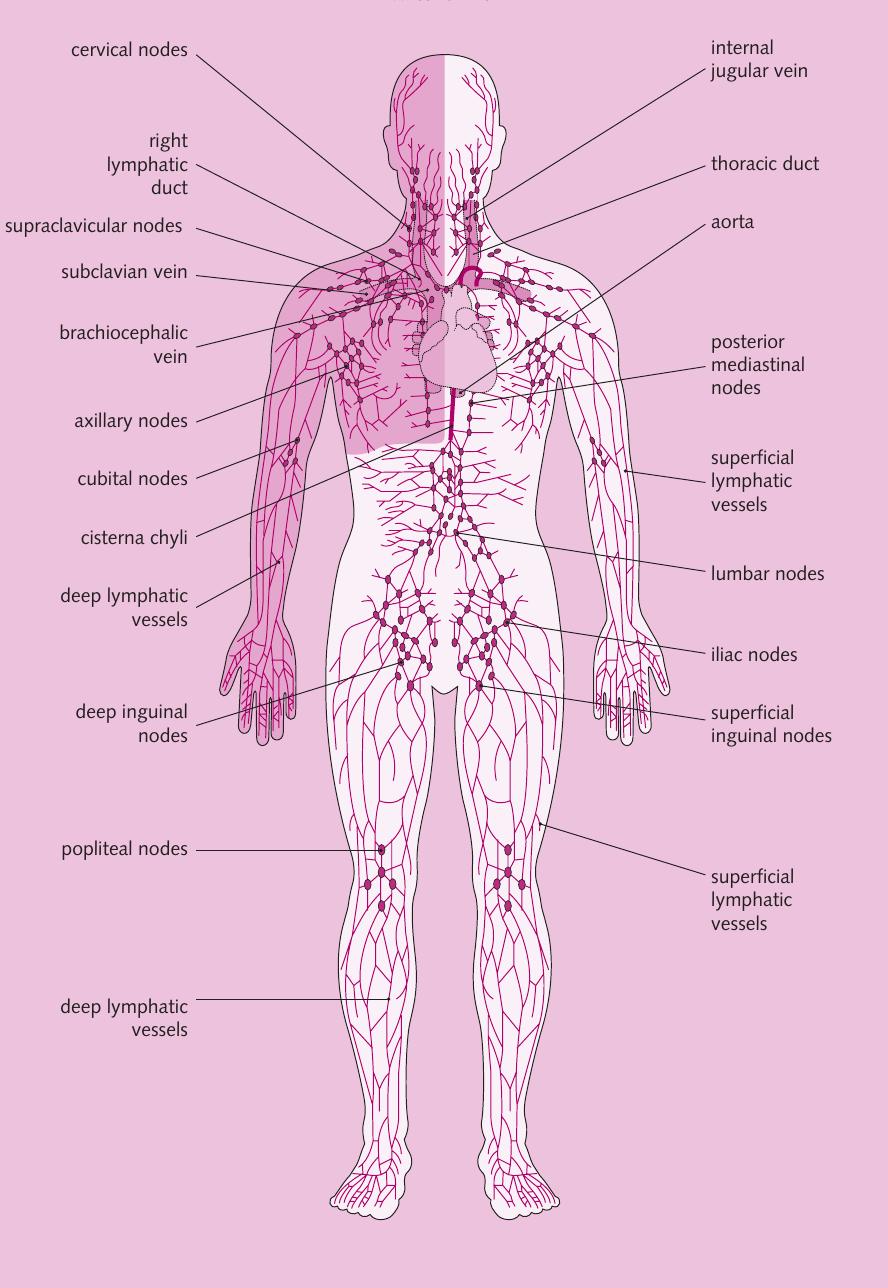 cervical nodes
right
lymphatic
duct
supraclavicular nodes
subclavian vein
brachiocephalic
vein
axillary nodes
cubital nodes
cisterna chyli
deep lymphatic
vessels
deep inguinal
nodes
popliteal nodes
deep lymphatic
vessels
internal
jugular vein
thoracic duct
aorta
posterior
mediastinal
nodes
superficial
lymphatic
vessels
lumbar nodes
iliac nodes
superficial
inguinal nodes
superficial
lymphatic
vessels